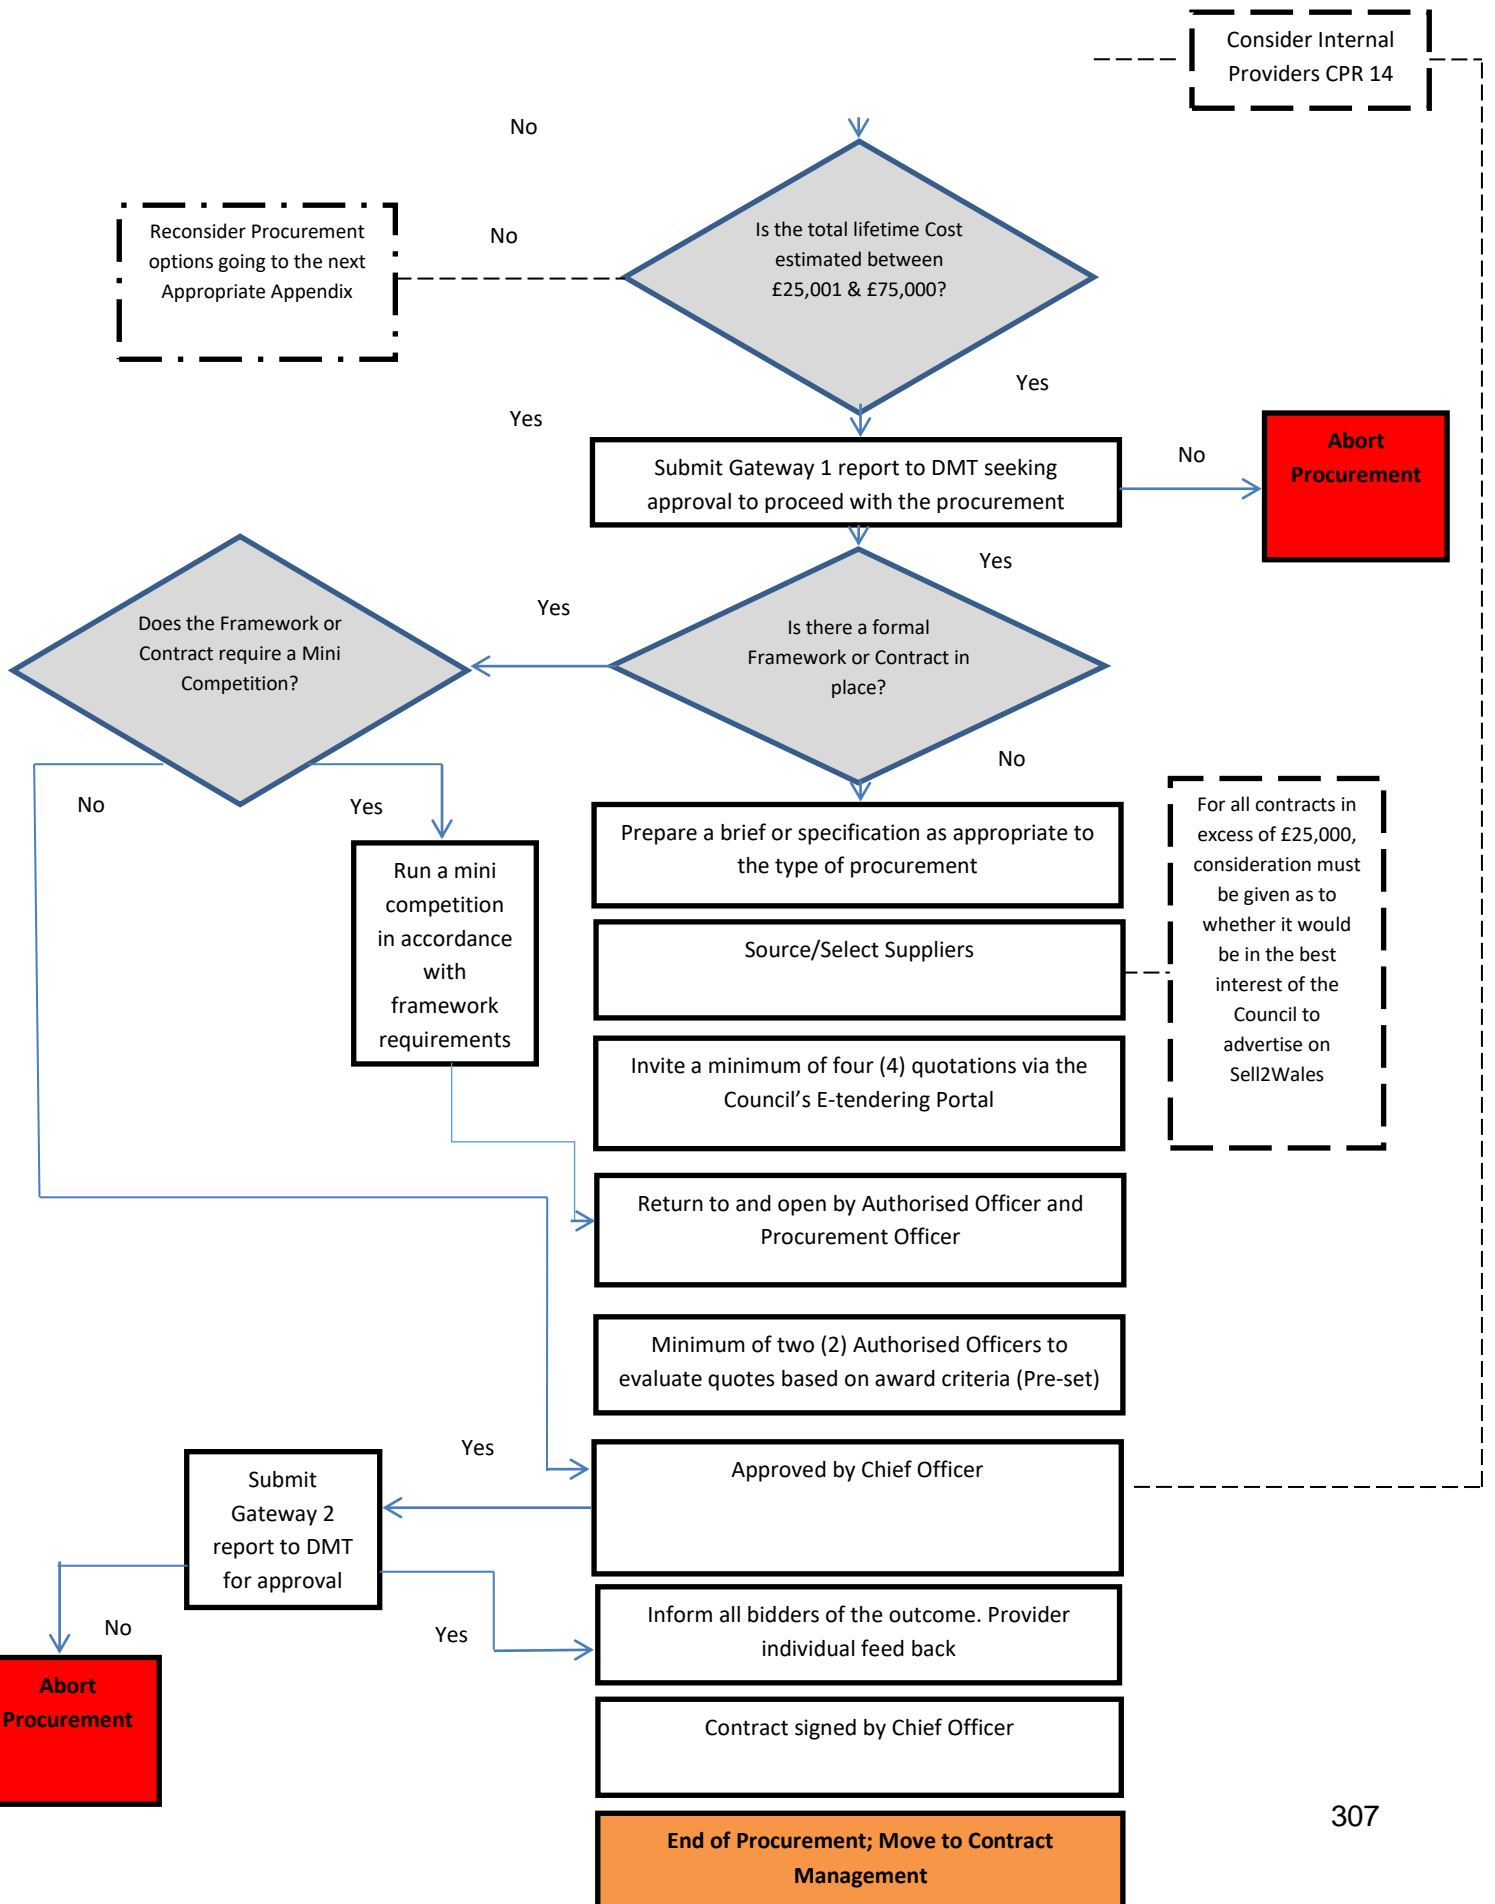 Consider Internal
Providers CPR 14
No
Is the total lifetime Cost
estimated between
£25,001 & £75,000?
Reconsider Procurement
options going to the next
Appropriate Appendix
No
Yes
Yes
Submit Gateway 1 report to DMT seeking
approval to proceed with the procurement
No
Abort
Procurement
Yes
Is there a formal
Framework or Contract in
place?
Yes
Does the Framework or
Contract require a Mini
Competition?
No
No
Yes
Run a mini
competition
in accordance
with
framework
requirements
Prepare a brief or specification as appropriate to
the type of procurement
For all contracts in
excess of £25,000,
consideration must
be given as to
whether it would
be in the best
interest of the
Council to
advertise on
Sell2Wales
Source/Select Suppliers
Invite a minimum of four (4) quotations via the
Council’s E-tendering Portal
Return to and open by Authorised Officer and
Procurement Officer
Minimum of two (2) Authorised Officers to
evaluate quotes based on award criteria (Pre-set)
Yes
Approved by Chief Officer
Submit
Gateway 2
report to DMT
for approval
No
Yes
Inform all bidders of the outcome. Provider
individual feed back
Abort
Procurement
Contract signed by Chief Officer
End of Procurement; Move to Contract
Management
307